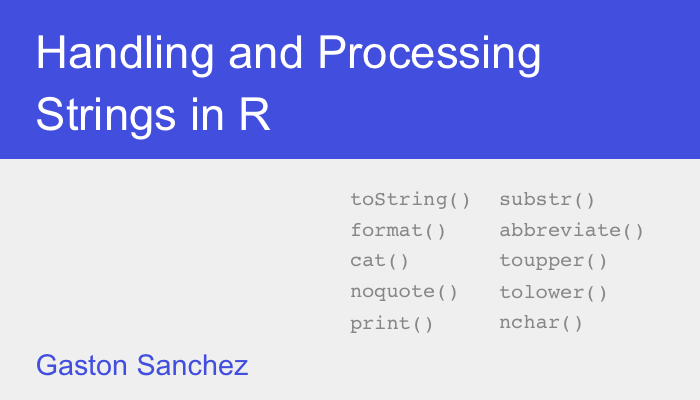 Handling and Processing
Strings in R
toString() substr()
format() abbreviate()
cat() toupper()
noquote() tolower()
print() nchar()
Gaston Sanchez